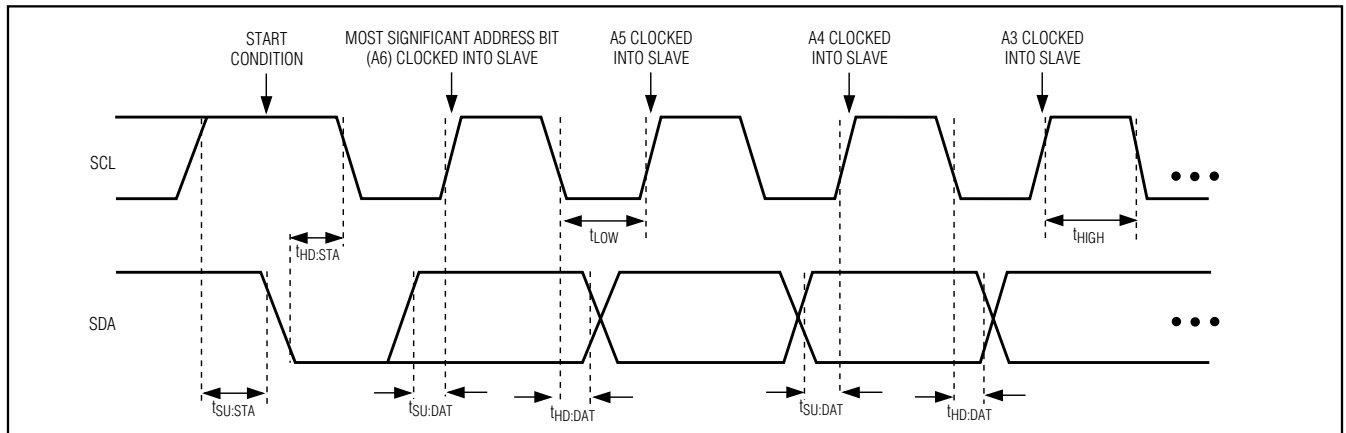 START
CONDITION
MOST SIGNIFICANT ADDRESS BIT
(A6) CLOCKED INTO SLAVE
A5 CLOCKED
INTO SLAVE
A4 CLOCKED
INTO SLAVE
A3 CLOCKED
INTO SLAVE
SCL
tHD:STA
tLOW
tHIGH
SDA
tSU:STA
tSU:DAT
tHD:DAT
tSU:DAT
tHD:DAT